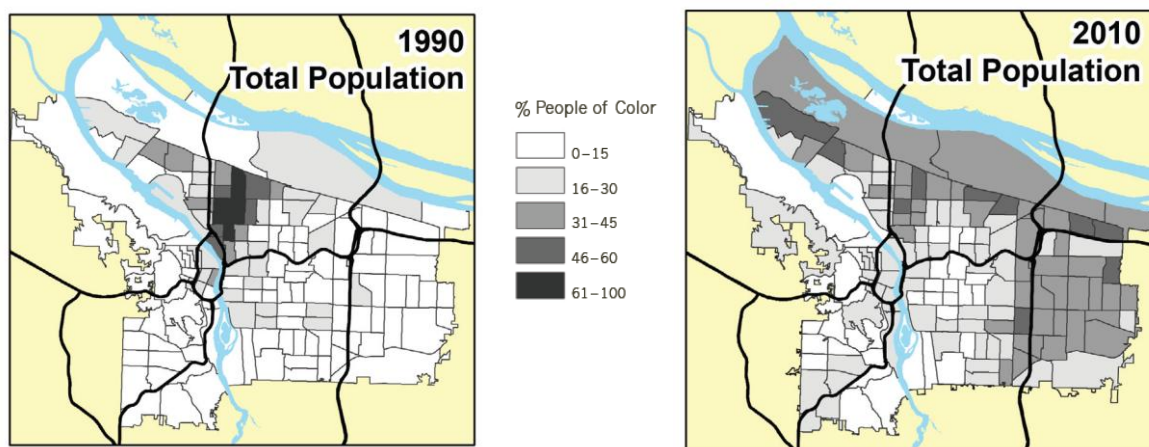 1990
Total Population
% People of Color
0–15
16–30
31–45
46–60
61–100
2010
Total Population